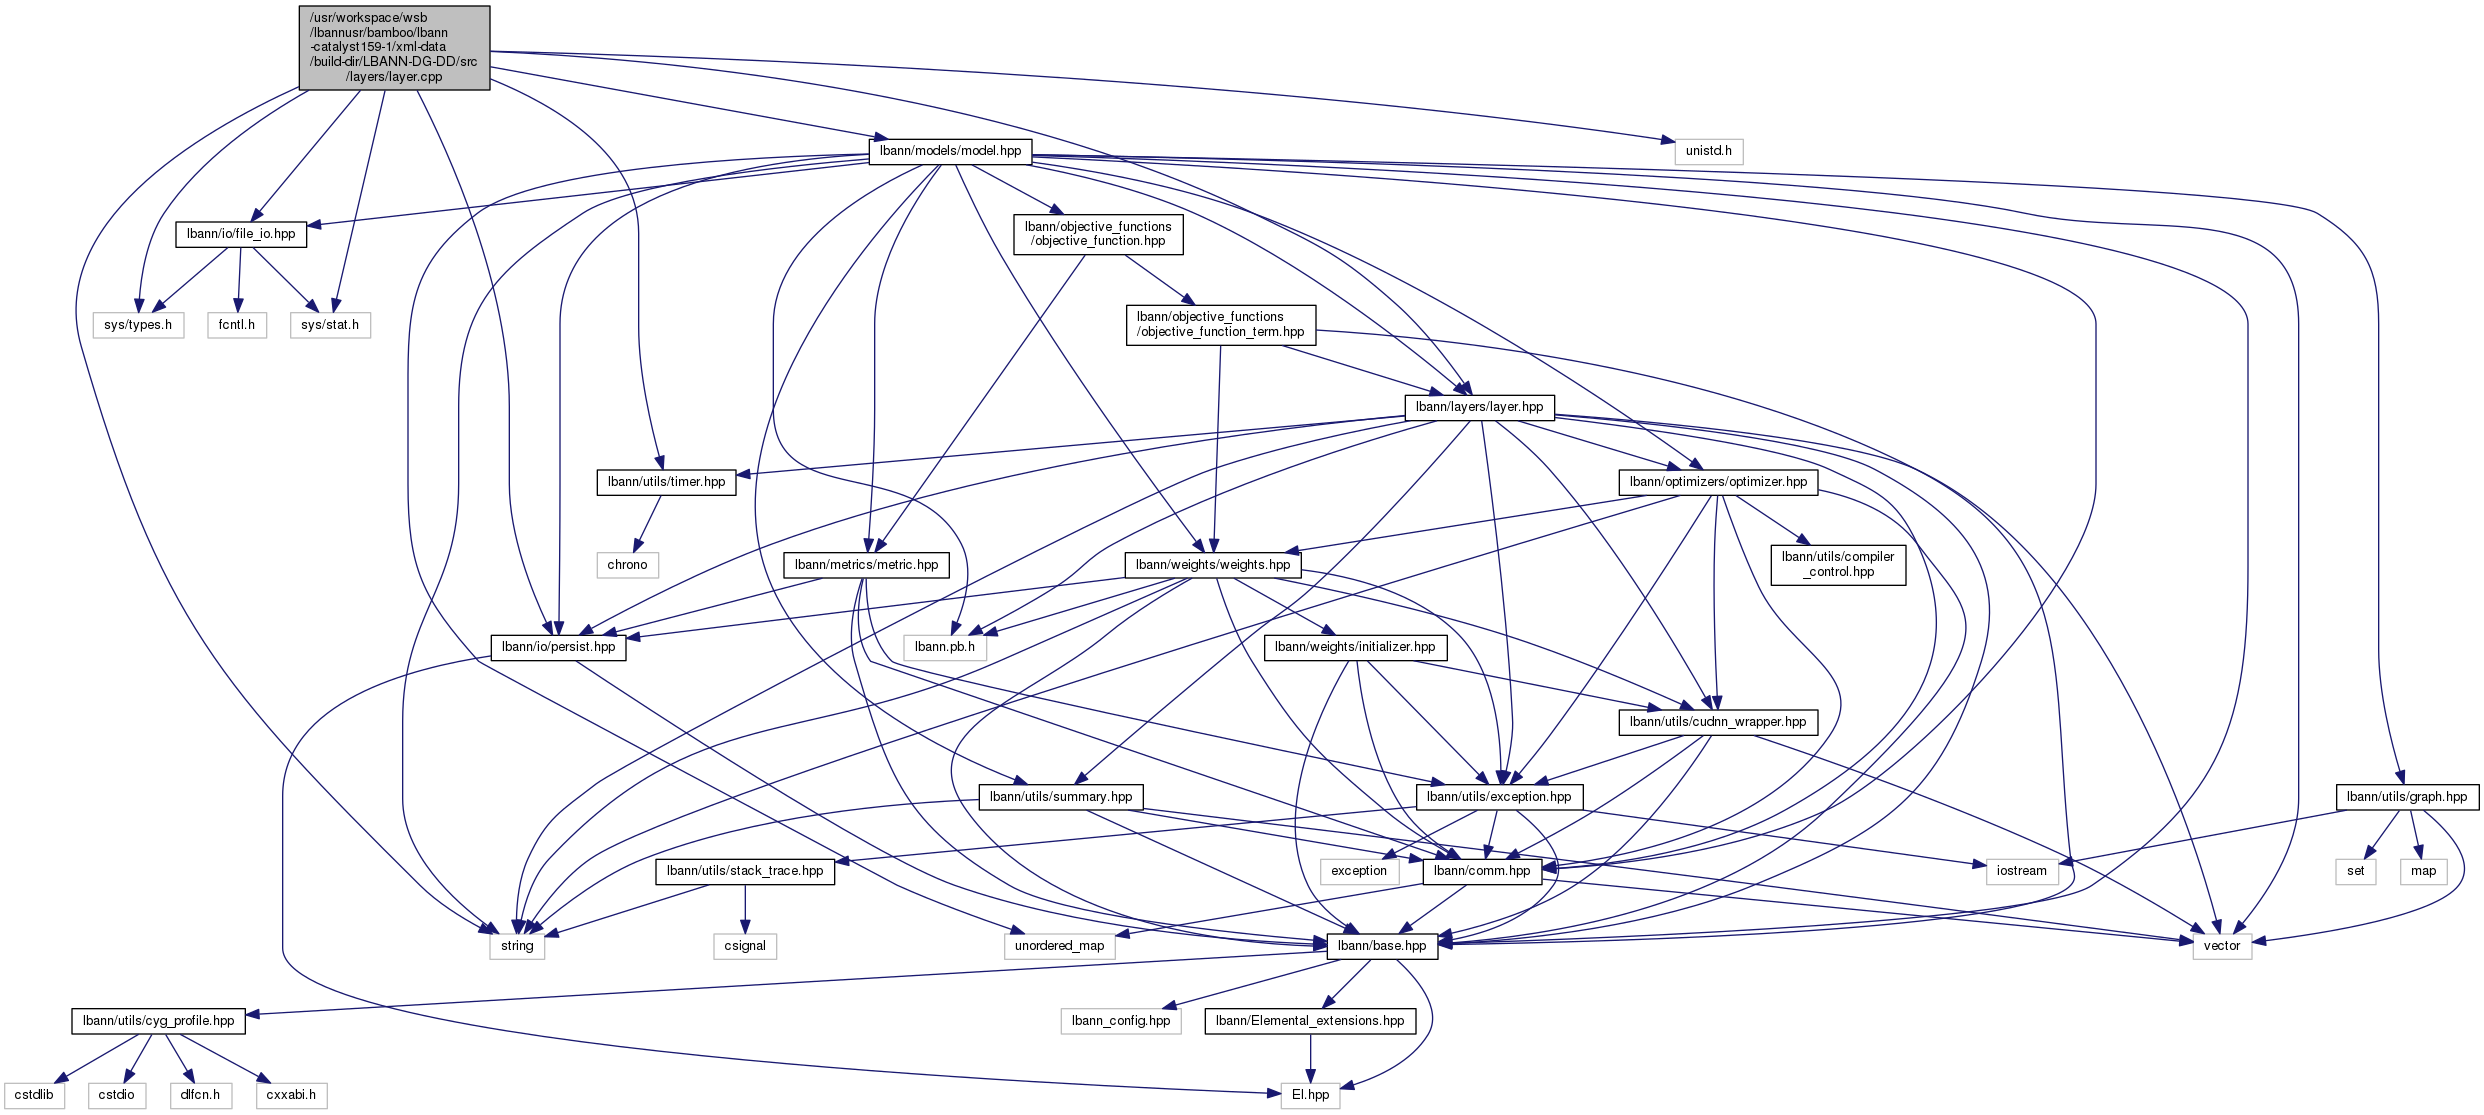 /usr/workspace/wsb
/lbannusr/bamboo/lbann
-catalyst159-1/xml-data
/build-dir/LBANN-DG-DD/src
/layers/layer.cpp
lbann/models/model.hpp
unistd.h
lbann/io/file_io.hpp
lbann/objective_functions
/objective_function.hpp
sys/types.h
fcntl.h
sys/stat.h
lbann/objective_functions
/objective_function_term.hpp
lbann/layers/layer.hpp
lbann/utils/timer.hpp
lbann/optimizers/optimizer.hpp
chrono
lbann/metrics/metric.hpp
lbann/weights/weights.hpp
lbann/utils/compiler
_control.hpp
lbann/io/persist.hpp
lbann.pb.h
lbann/weights/initializer.hpp
lbann/utils/cudnn_wrapper.hpp
lbann/utils/summary.hpp
lbann/utils/exception.hpp
lbann/utils/graph.hpp
lbann/utils/stack_trace.hpp
exception
lbann/comm.hpp
iostream
set
map
string
csignal
unordered_map
lbann/base.hpp
vector
lbann/utils/cyg_profile.hpp
lbann_config.hpp
lbann/Elemental_extensions.hpp
cstdlib
cstdio
dlfcn.h
cxxabi.h
El.hpp